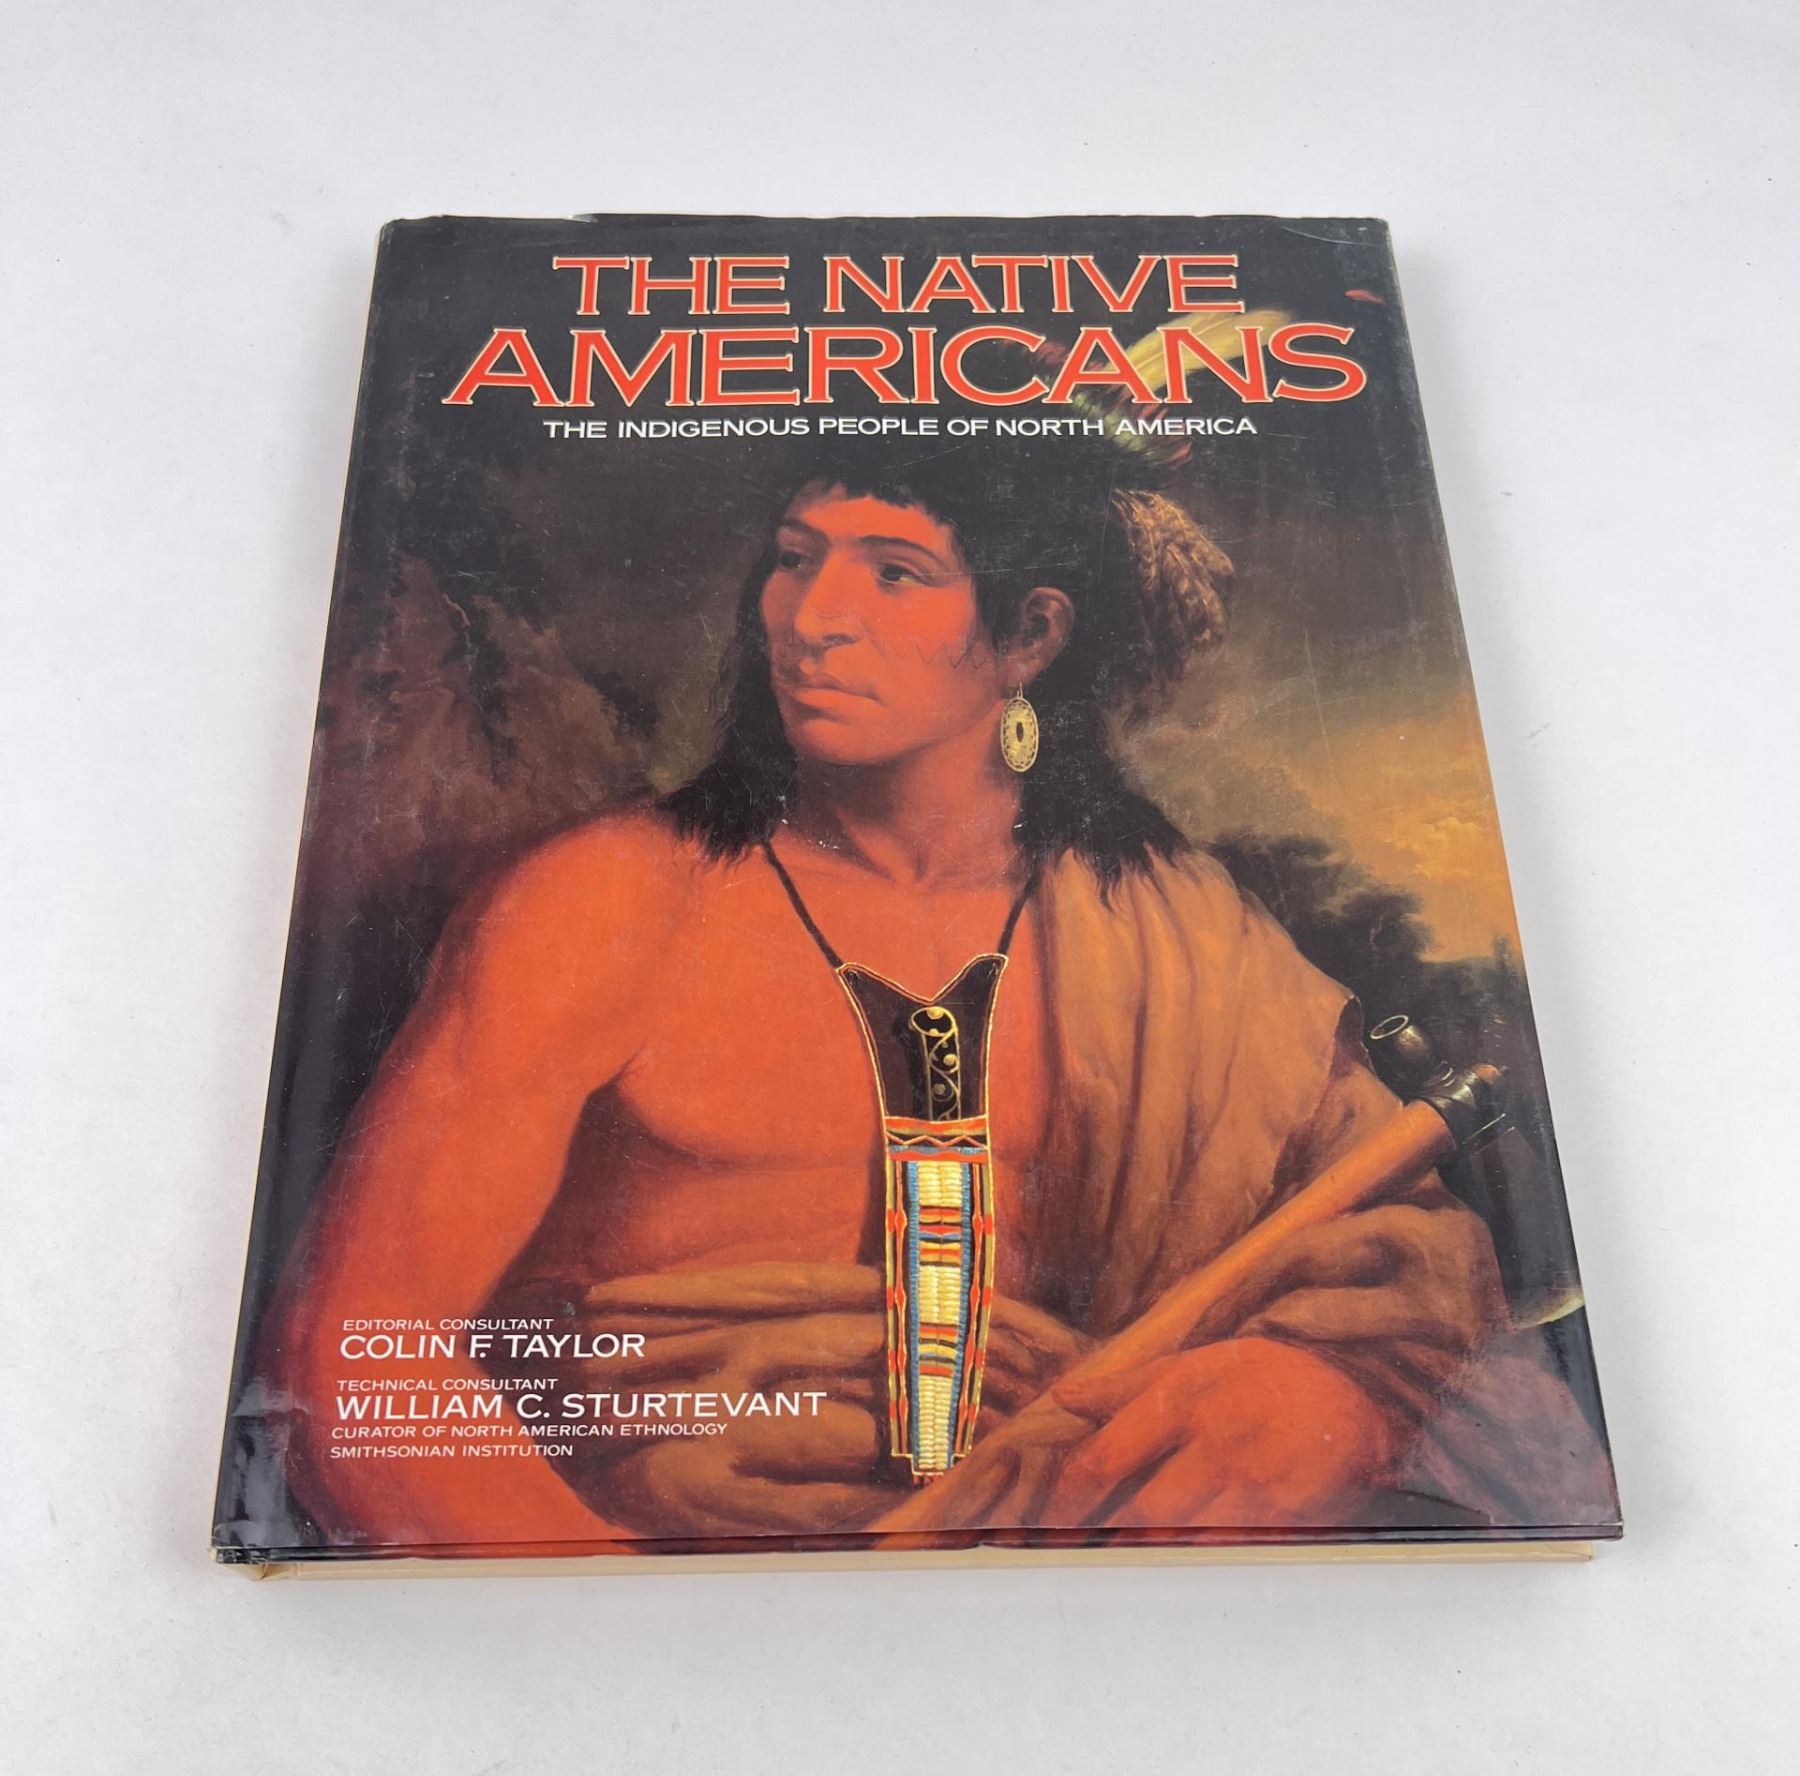 THE NATIVE
AMERICANS
THE INDIGENOUS PEOPLE OF NORTH AMERICA
EDITORIAL CONSULTANT
COLIN F. TAYLOR
TECHNICAL CONSULTANT
WILLIAM C. STURTEVANT
CURATOR OF NORTH AMERICAN ETHNOLOGY
SMITHSONIAN INSTITUTION